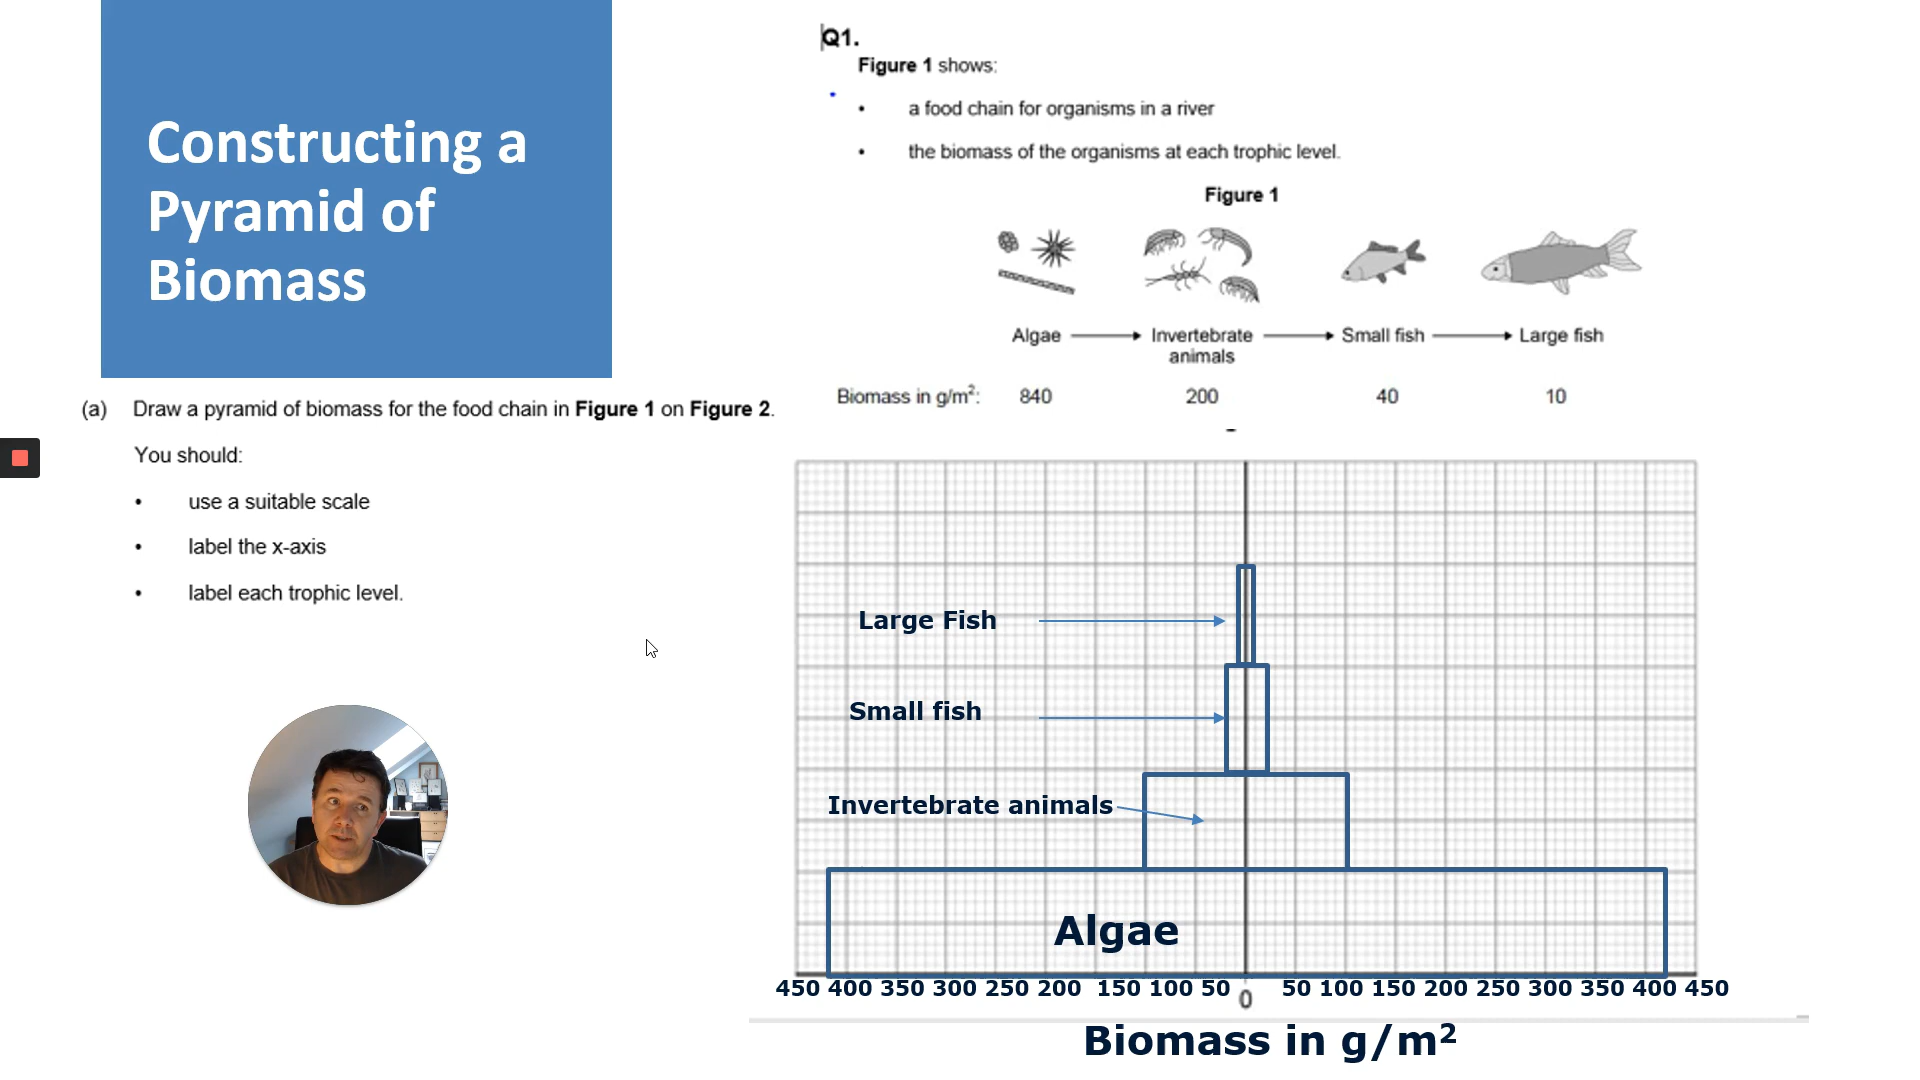 Constructing a
Pyramid of
Biomass
Q1.
Figure 1 shows:
• a food chain for organisms in a river
• the biomass of the organisms at each trophic level.
Figure 1
Algae Invertebrate animals Small fish Large fish
Biomass in g/m²: 840 200 40 10
(a) Draw a pyramid of biomass for the food chain in Figure 1 on Figure 2.
You should:
• use a suitable scale
• label the x-axis
• label each trophic level.
Large Fish
Small fish
Invertebrate animals
Algae
450 400 350 300 250 200 150 100 50 0 50 100 150 200 250 300 350 400 450
Biomass in g/m²